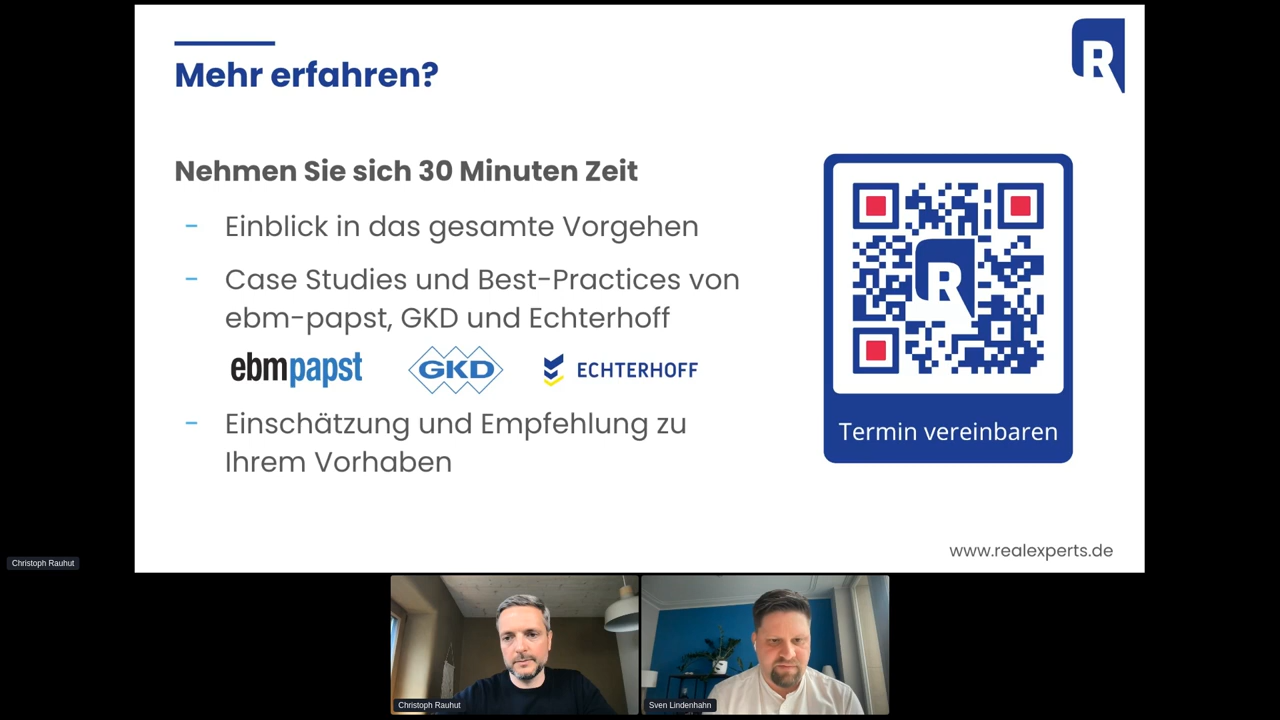 Mehr erfahren?
R
Nehmen Sie sich 30 Minuten Zeit
- Einblick in das gesamte Vorgehen
- Case Studies und Best-Practices von
ebm-papst, GKD und Echterhoff
ebmpapst
GKD
ECHTERHOFF
- Einschätzung und Empfehlung zu
Ihrem Vorhaben
R
Termin vereinbaren
www.realexperts.de
Christoph Rauhut
Christoph Rauhut
Sven Lindenhahn